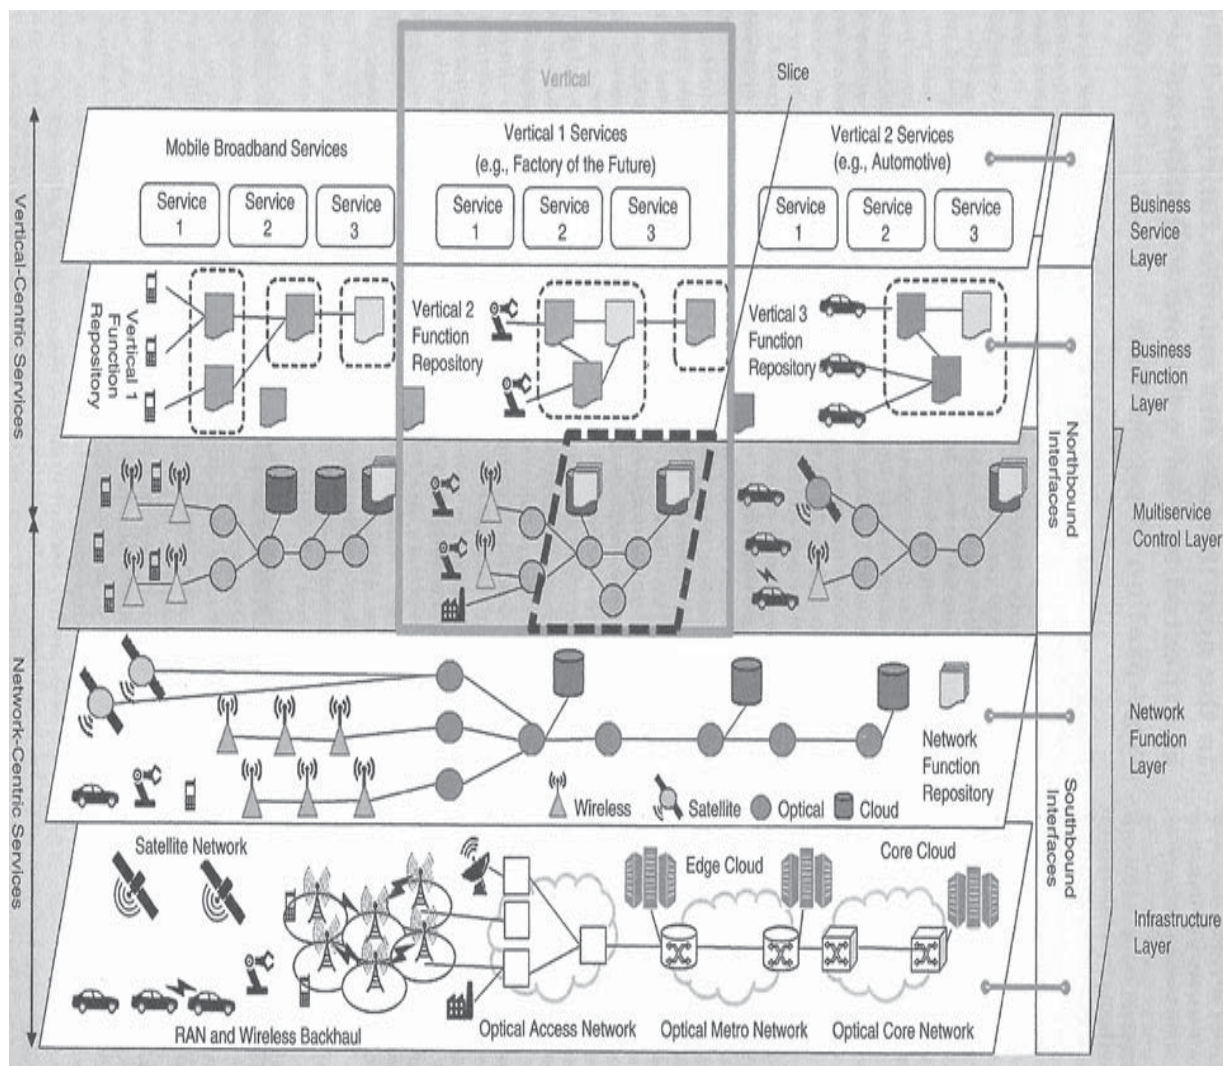 Vertical
Slice
Mobile Broadband Services
Vertical 1 Services
(e.g., Factory of the Future)
Vertical 2 Services
(e.g., Automotive)
Service
1
Service
2
Service
3
Service
1
Service
2
Service
3
Service
1
Service
2
Service
3
Business
Service
Layer
Vertical-Centric Services
Vertical 1
Function
Repository
Vertical 2
Function
Repository
Vertical 3
Function
Repository
Business
Function
Layer
Northbound
Interfaces
Multiservice
Control Layer
Network-Centric Services
Network
Function
Repository
Wireless
Satellite
Optical
Cloud
Network
Function
Layer
Southbound
Interfaces
Satellite Network
Edge Cloud
Core Cloud
RAN and Wireless Backhaul
Optical Access Network
Optical Metro Network
Optical Core Network
Infrastructure
Layer